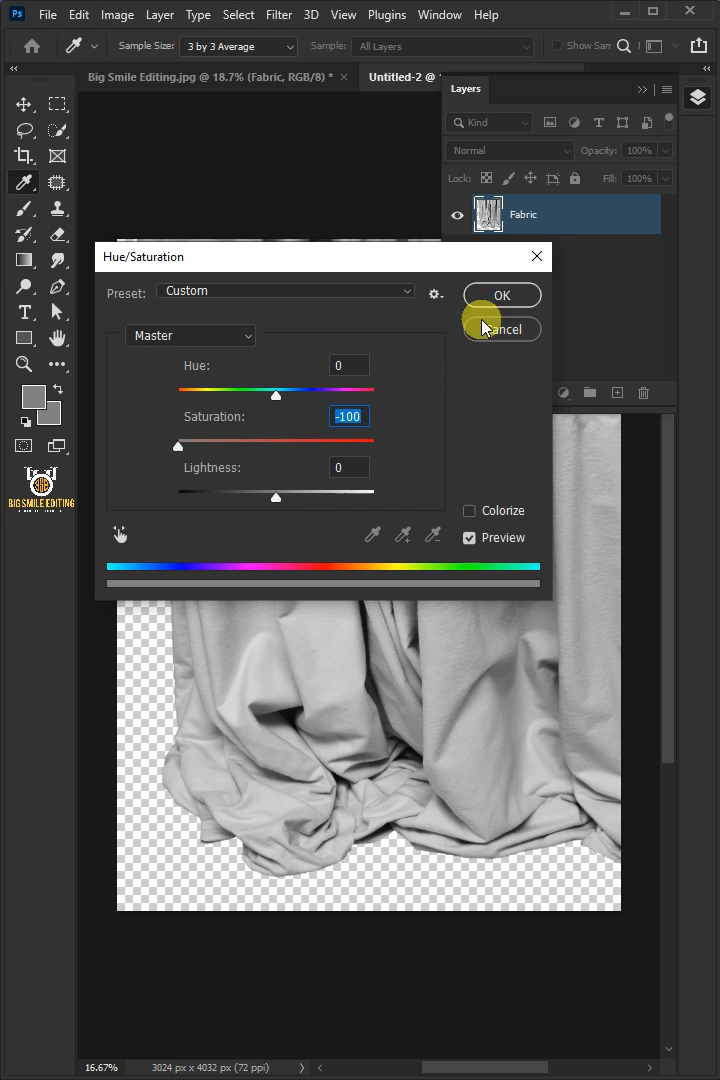 Ps File Edit Image Layer Type Select Filter 3D View Plugins Window Help
Sample Size: 3 by 3 Average Sample: All Layers Show Sam
Big Smile Editing.jpg @ 18.7% (Fabric, RGB/8) * × Untitled-2 @
Layers
Kind
Normal Opacity: 100%
Lock: Fill: 100%
Fabric
Hue/Saturation
Preset: Custom OK
Master
Hue: 0
Saturation: -100
Lightness: 0
Colorize
Preview
BSE
BIG SMILE EDITING
16.67% 3024 px x 4032 px (72 ppi)